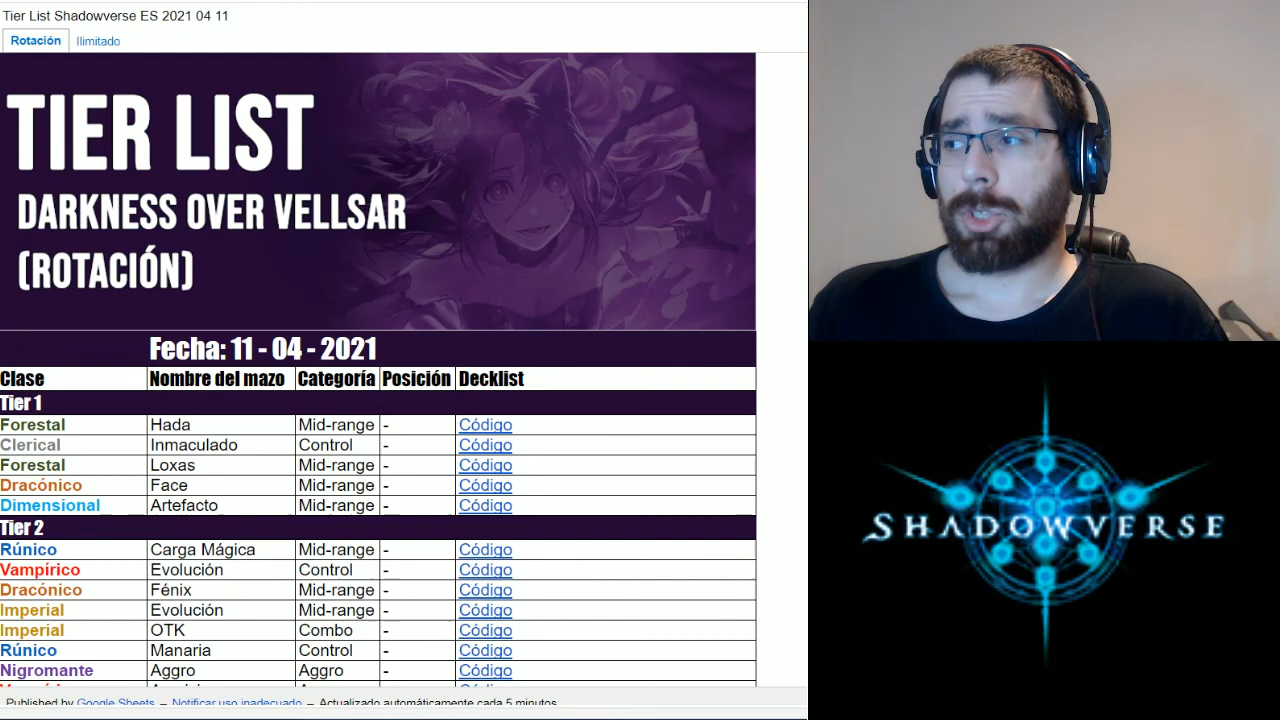 Tier List Shadowverse ES 2021 04 11
Rotación Ilimitado
TIER LIST
DARKNESS OVER VELLSAR
(ROTACIÓN)
Fecha: 11 - 04 - 2021
Clase Nombre del mazo Categoría Posición Decklist
Tier 1
Forestal Hada Mid-range - Código
Clerical Inmaculado Control - Código
Forestal Loxas Mid-range - Código
Dracónico Face Mid-range - Código
Dimensional Artefacto Mid-range - Código
Tier 2
Rúnico Carga Mágica Mid-range - Código
Vampírico Evolución Control - Código
Dracónico Fénix Mid-range - Código
Imperial Evolución Mid-range - Código
Imperial OTK Combo - Código
Rúnico Manaria Control - Código
Nigromante Aggro Aggro - Código
Published by Google Sheets – Notificar uso inadecuado – Actualizado automáticamente cada 5 minutos
SHADOWVERSE